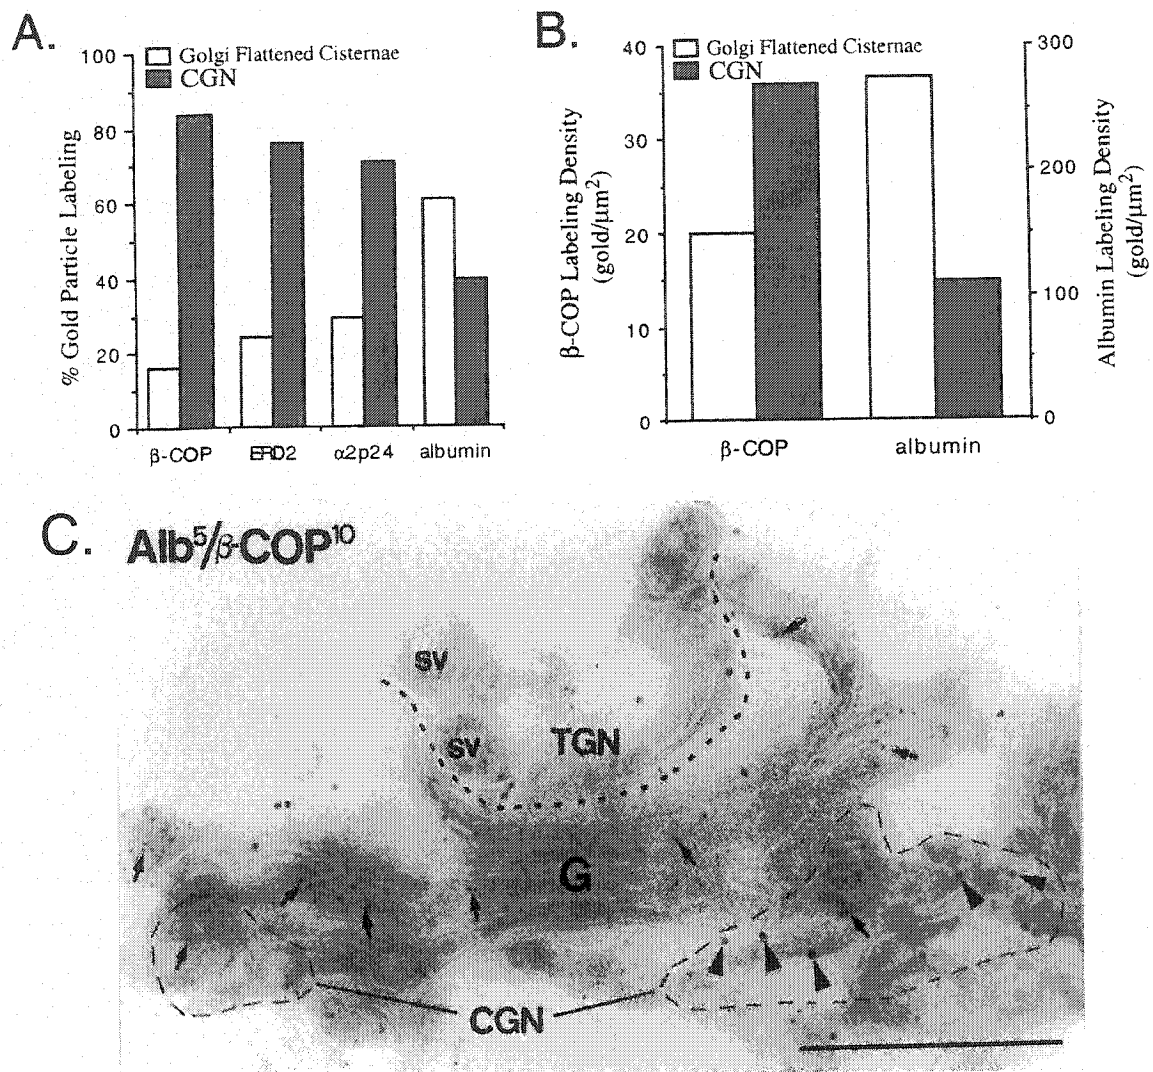 A.
% Gold Particle Labeling
100
80
60
40
20
0
Golgi Flattened Cisternae
CGN
β-COP ERD2 α2p24 albumin
B.
β-COP Labeling Density
(gold/μm²)
40
30
20
10
0
Golgi Flattened Cisternae
CGN
300
200
100
0
Albumin Labeling Density
(gold/μm²)
β-COP albumin
C. Alb⁵/β-COP¹⁰
sv
sv TGN
G
CGN